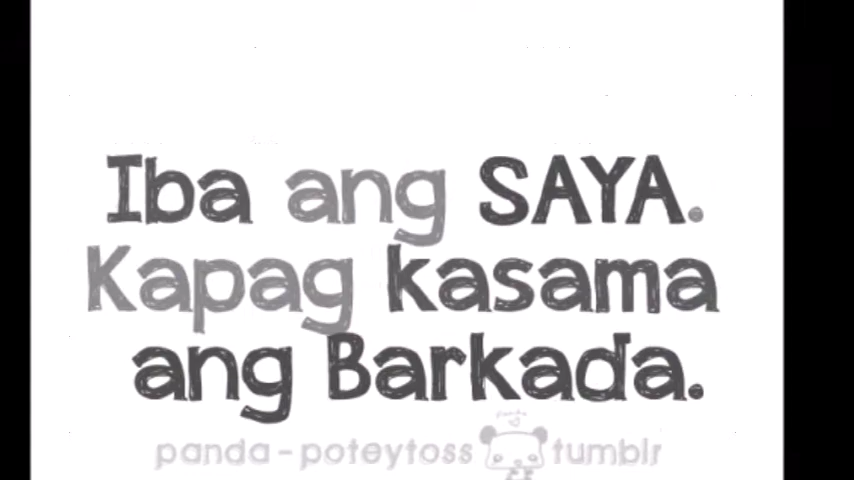 Iba ang SAYA.
Kapag kasama
ang Barkada.
panda-poteytoss tumblr